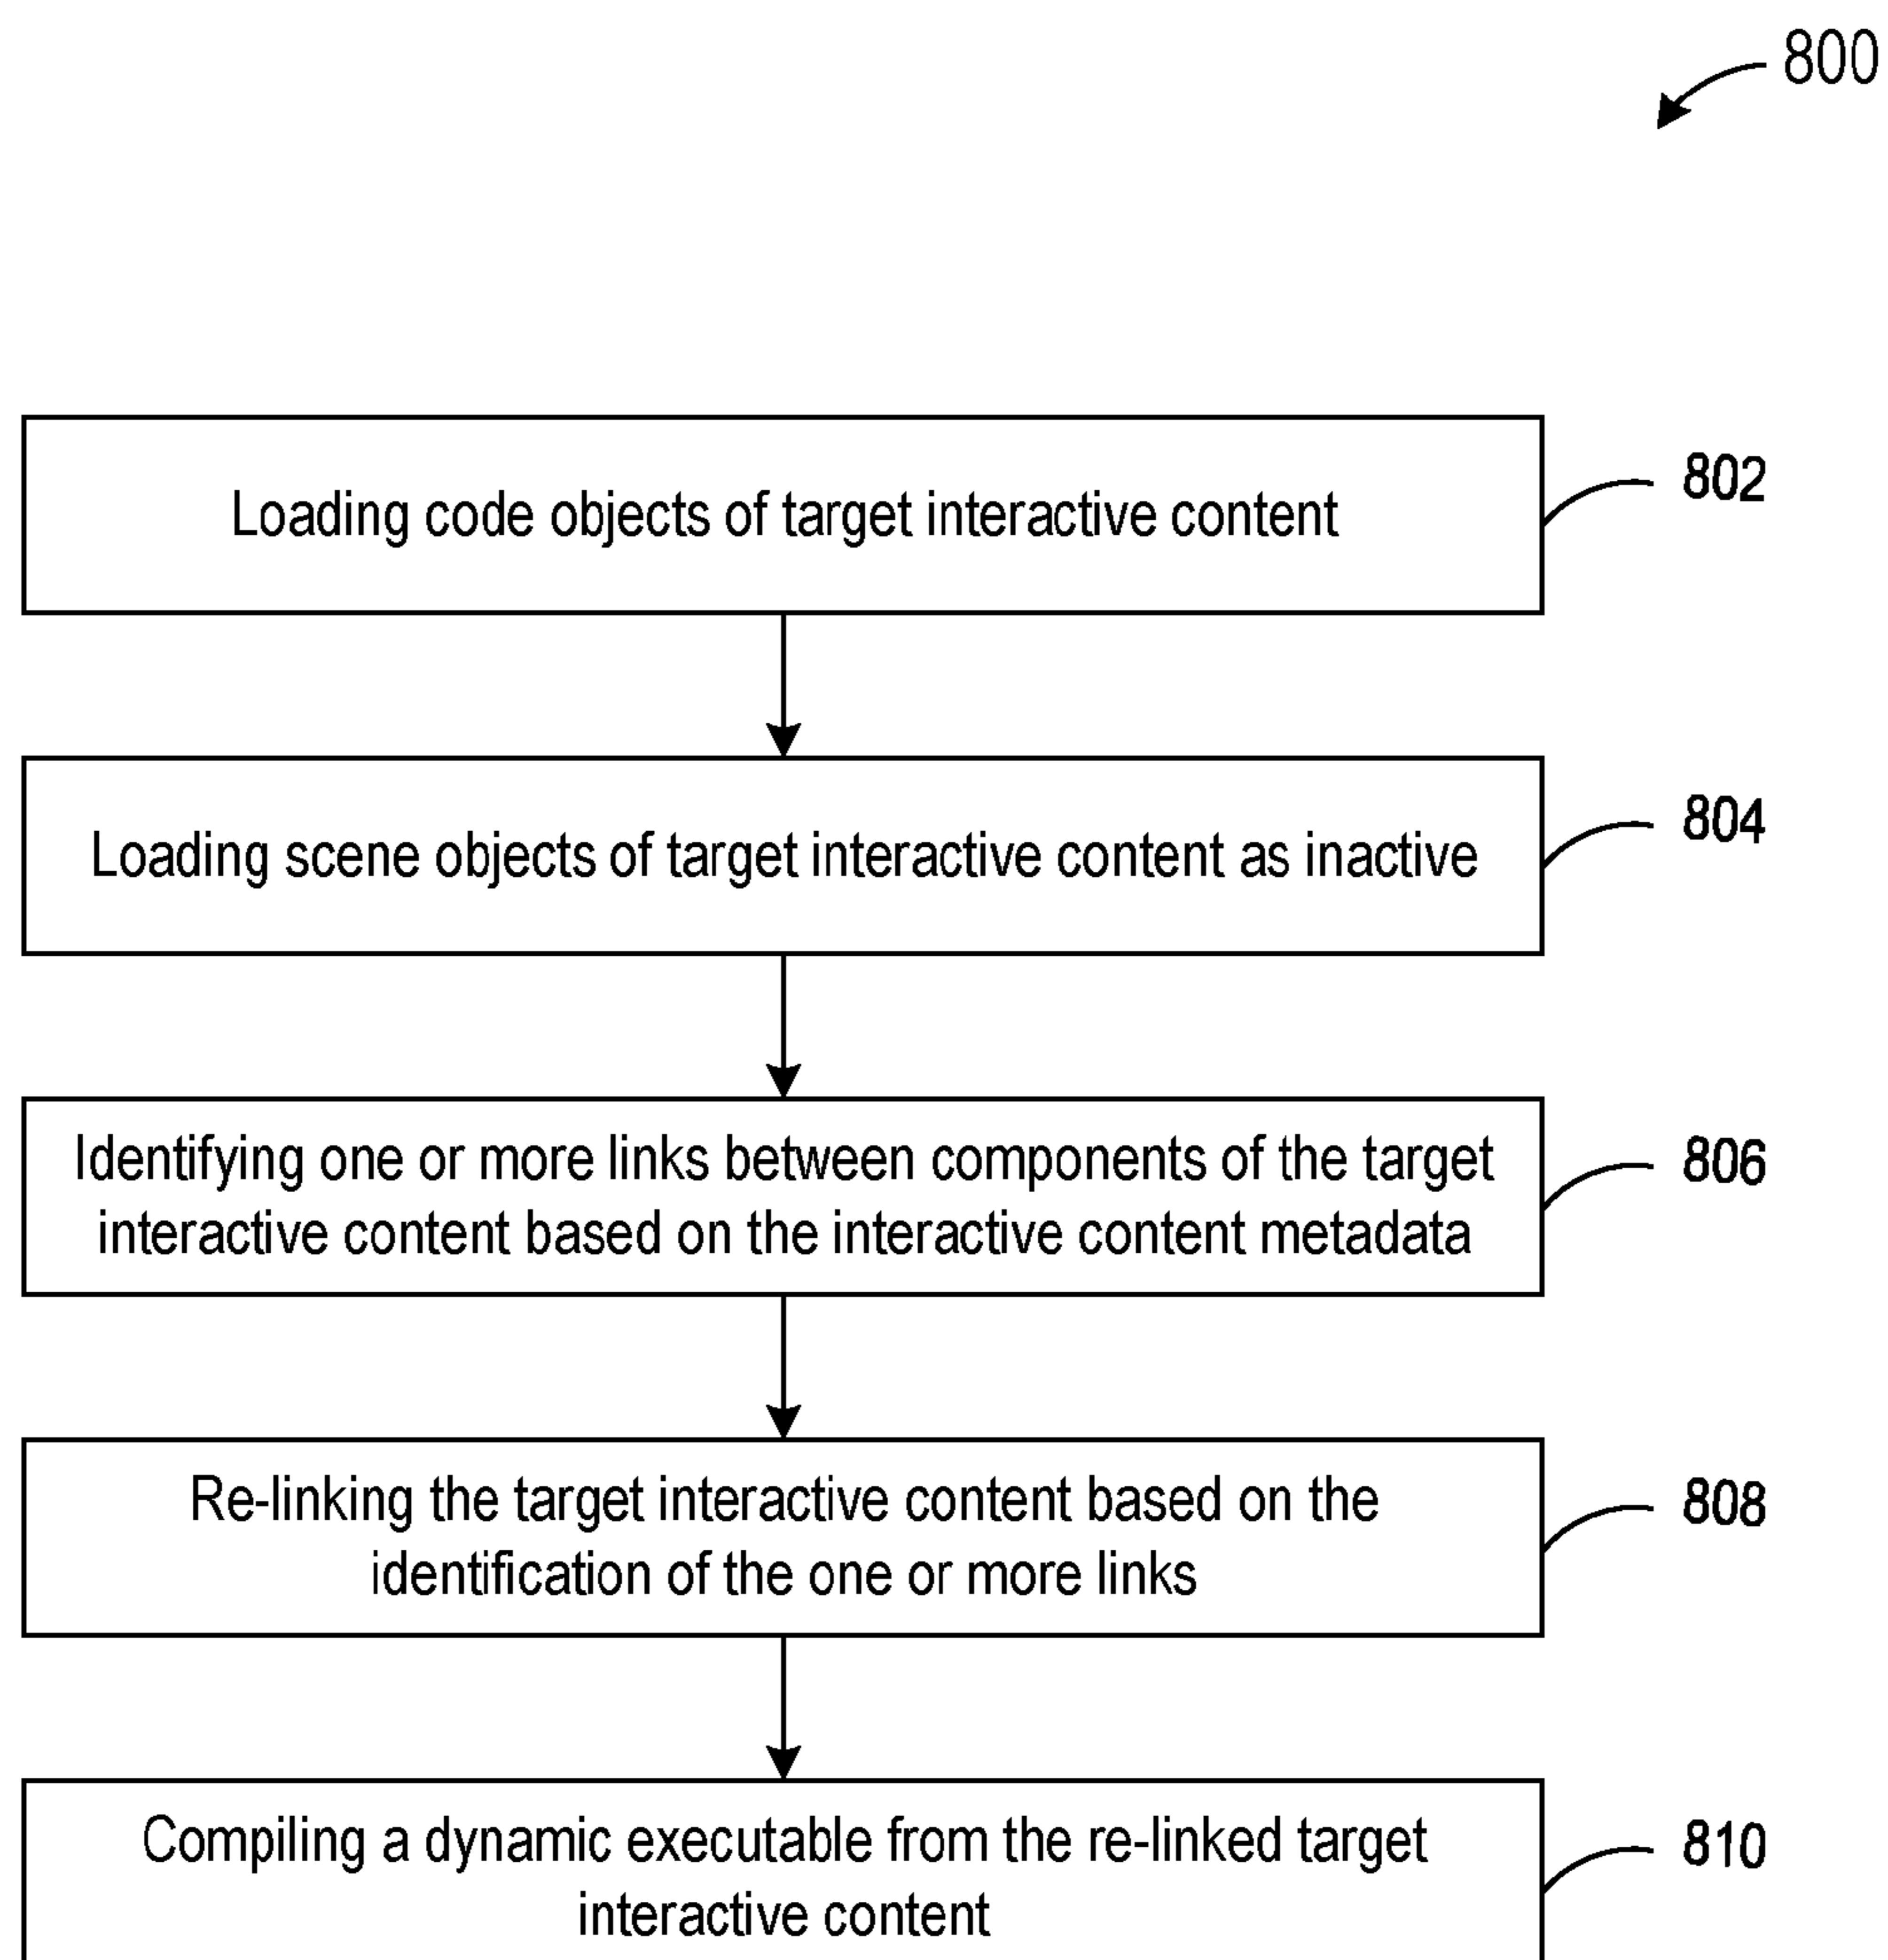 800
Loading code objects of target interactive content
802
Loading scene objects of target interactive content as inactive
804
Identifying one or more links between components of the target
interactive content based on the interactive content metadata
806
Re-linking the target interactive content based on the
identification of the one or more links
808
Compiling a dynamic executable from the re-linked target
interactive content
810